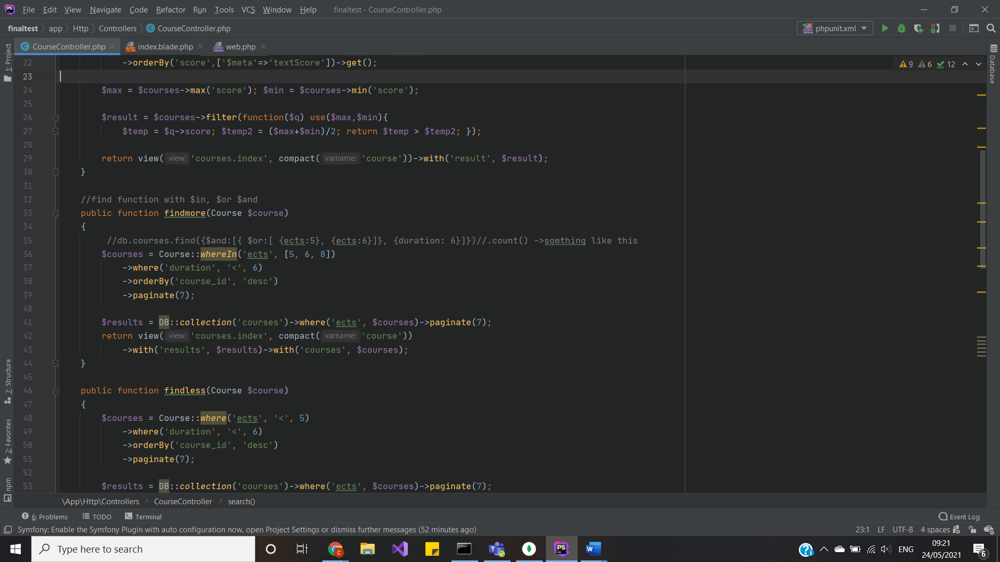 PS File Edit View Navigate Code Refactor Run Tools VCS Window Help finaltest - CourseController.php
finaltest app Http Controllers C CourseController.php phpunit.xml
C CourseController.php index.blade.php web.php
1: Project
Database
22 ->orderBy('score',['$meta'=>'textScore'])->get(); 9 6 12
23
24 $max = $courses->max('score'); $min = $courses->min('score');
25
26 $result = $courses->filter(function($q) use($max,$min){
27 $temp = $q->score; $temp2 = ($max+$min)/2; return $temp > $temp2; });
28
29 return view( view: 'courses.index', compact( varname: 'course'))->with('result', $result);
30 }
31
32 //find function with $in, $or $and
33 public function findmore(Course $course)
34 {
35 //db.courses.find({$and:[{ $or:[ {ects:5}, {ects:6}]}, {duration: 6}]})//.count() ->somthing like this
36 $courses = Course::whereIn('ects', [5, 6, 8])
37 ->where('duration', '<', 6)
38 ->orderBy('course_id', 'desc')
39 ->paginate(7);
40
41 $results = DB::collection('courses')->where('ects', $courses)->paginate(7);
42 return view( view: 'courses.index', compact( varname: 'course'))
43 ->with('results', $results)->with('courses', $courses);
44 }
45
46 public function findless(Course $course)
47 {
48 $courses = Course::where('ects', '<', 5)
49 ->where('duration', '<', 6)
50 ->orderBy('course_id', 'desc')
51 ->paginate(7);
52
53 $results = DB::collection('courses')->where('ects', $courses)->paginate(7);
7: Structure
2: Favorites
npm
\App\Http\Controllers CourseController search()
6: Problems TODO Terminal Event Log
Symfony: Enable the Symfony Plugin with auto configuration now, open Project Settings or dismiss further messages (52 minutes ago) 23:1 LF UTF-8 4 spaces
Type here to search ENG 09:21
24/05/2021 6